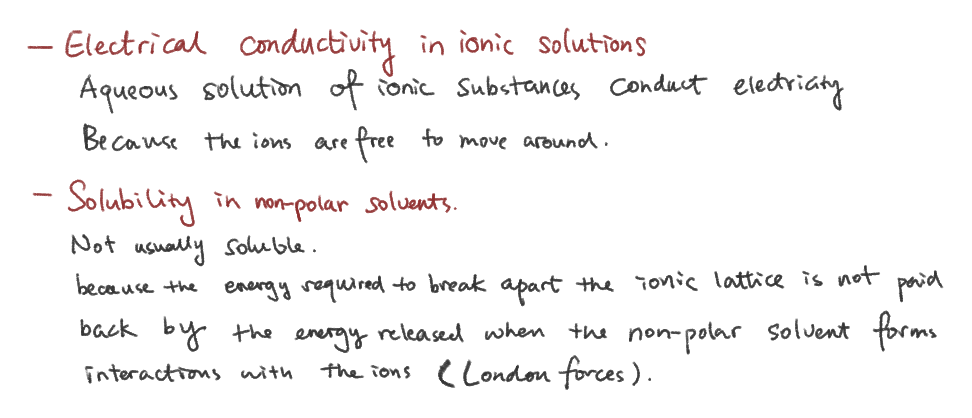 — Electrical conductivity in ionic solutions
Aqueous solution of ionic substances conduct electricity
Because the ions are free to move around.
- Solubility in non-polar solvents.
Not usually soluble.
because the energy required to break apart the ionic lattice is not paid
back by the energy released when the non-polar solvent forms
interactions with the ions (London forces).